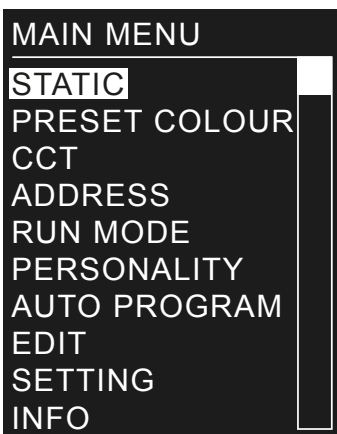 MAIN MENU
STATIC
PRESET COLOUR
CCT
ADDRESS
RUN MODE
PERSONALITY
AUTO PROGRAM
EDIT
SETTING
INFO